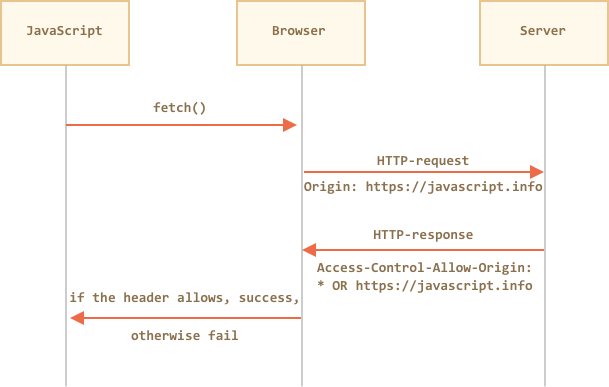 JavaScript
Browser
Server
fetch()
HTTP-request
Origin: https://javascript.info
HTTP-response
Access-Control-Allow-Origin:
* OR https://javascript.info
if the header allows, success,
otherwise fail